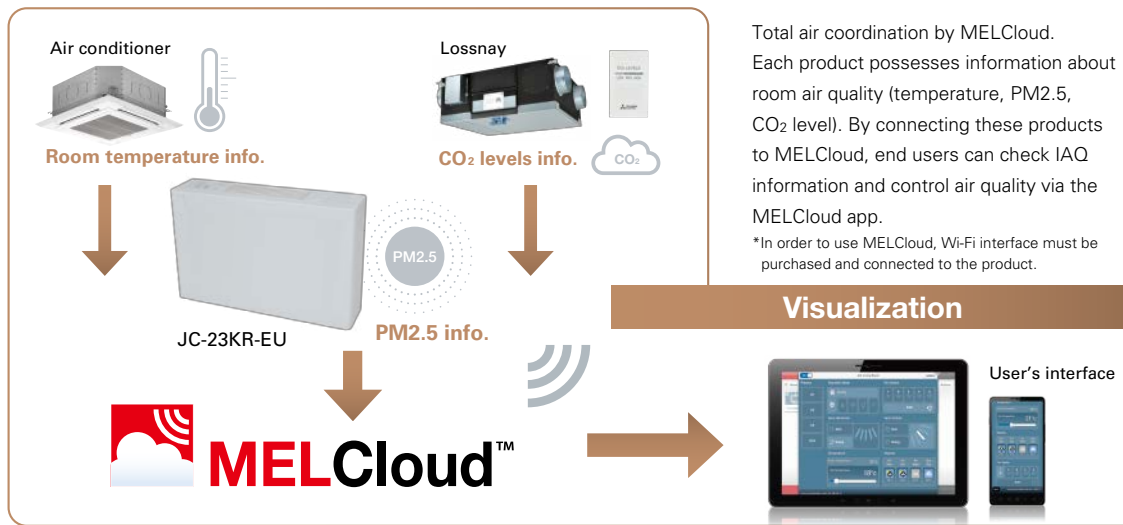 Air conditioner
Room temperature info.
Lossnay
CO₂ levels info.
CO₂
PM2.5
PM2.5 info.
JC-23KR-EU
MELCloud™
Total air coordination by MELCloud.
Each product possesses information about
room air quality (temperature, PM2.5,
CO₂ level). By connecting these products
to MELCloud, end users can check IAQ
information and control air quality via the
MELCloud app.
*In order to use MELCloud, Wi-Fi interface must be
purchased and connected to the product.
Visualization
User's interface